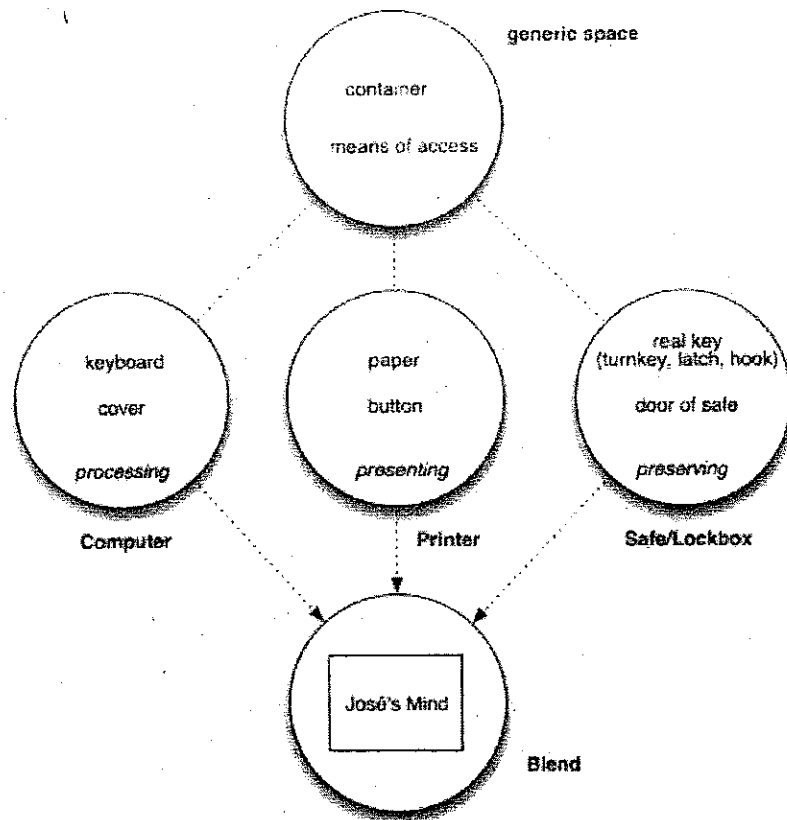 generic space
container
means of access
keyboard
cover
processing
Computer
paper
button
presenting
Printer
real key
(turnkey, latch, hook)
door of safe
preserving
Safe/Lockbox
José's Mind
Blend